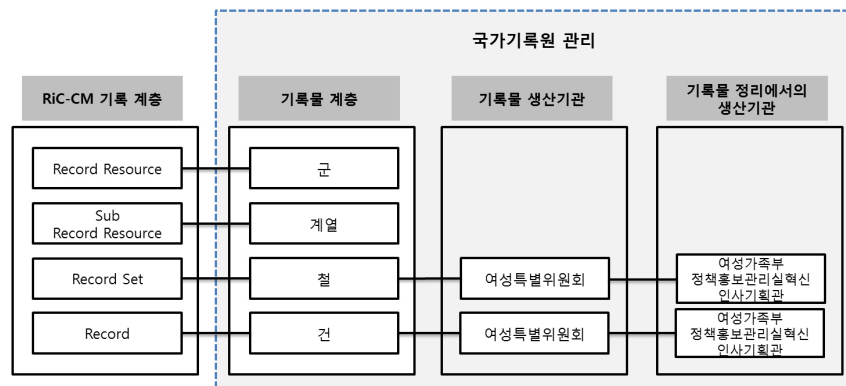 국가기록원 관리
RiC-CM 기록 계층
기록물 계층
기록물 생산기관
기록물 정리에서의
생산기관
Record Resource
군
Sub
Record Resource
계열
Record Set
철
여성특별위원회
여성가족부
정책홍보관리실혁신
인사기획관
Record
건
여성특별위원회
여성가족부
정책홍보관리실혁신
인사기획관